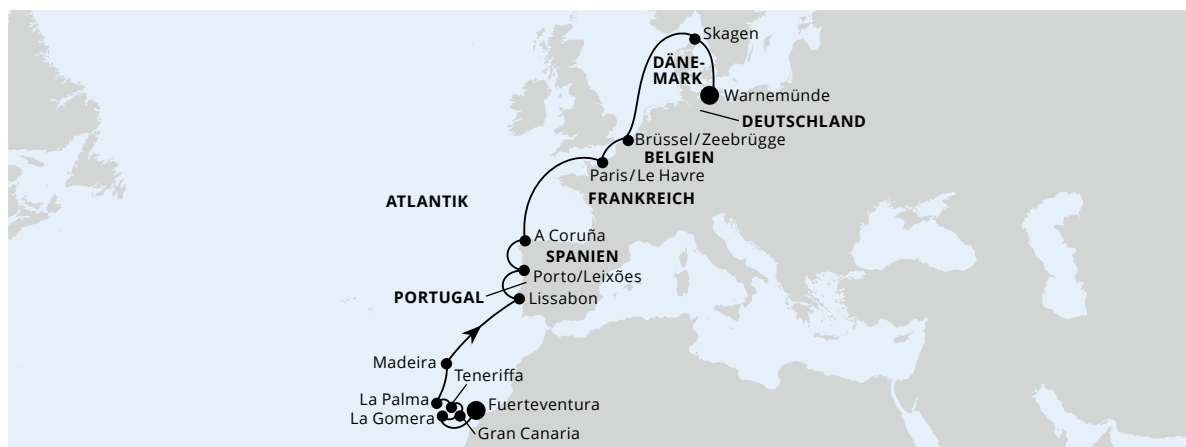 Skagen
DÄNE-
MARK
Warnemünde
DEUTSCHLAND
Brüssel/Zeebrügge
BELGIEN
Paris/Le Havre
FRANKREICH
ATLANTIK
A Coruña
SPANIEN
Porto/Leixões
PORTUGAL
Lissabon
Madeira
Teneriffa
La Palma
Fuerteventura
La Gomera
Gran Canaria